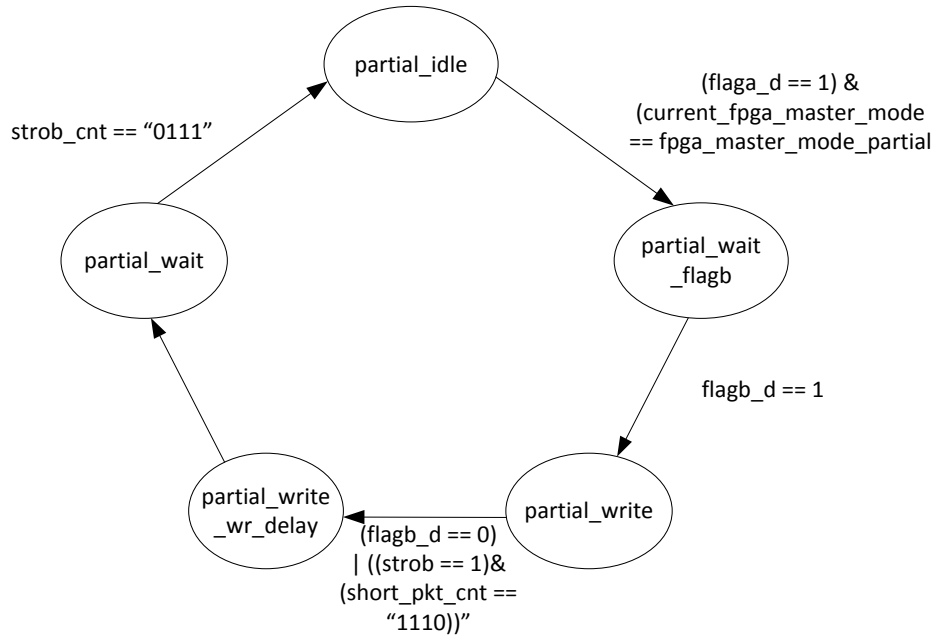 partial_idle
(flaga_d == 1) &
(current_fpga_master_mode
== fpga_master_mode_partial
strob_cnt == “0111”
partial_wait
partial_wait
_flagb
flagb_d == 1
partial_write
_wr_delay
partial_write
(flagb_d == 0)
| ((strob == 1)&
(short_pkt_cnt ==
“1110))”